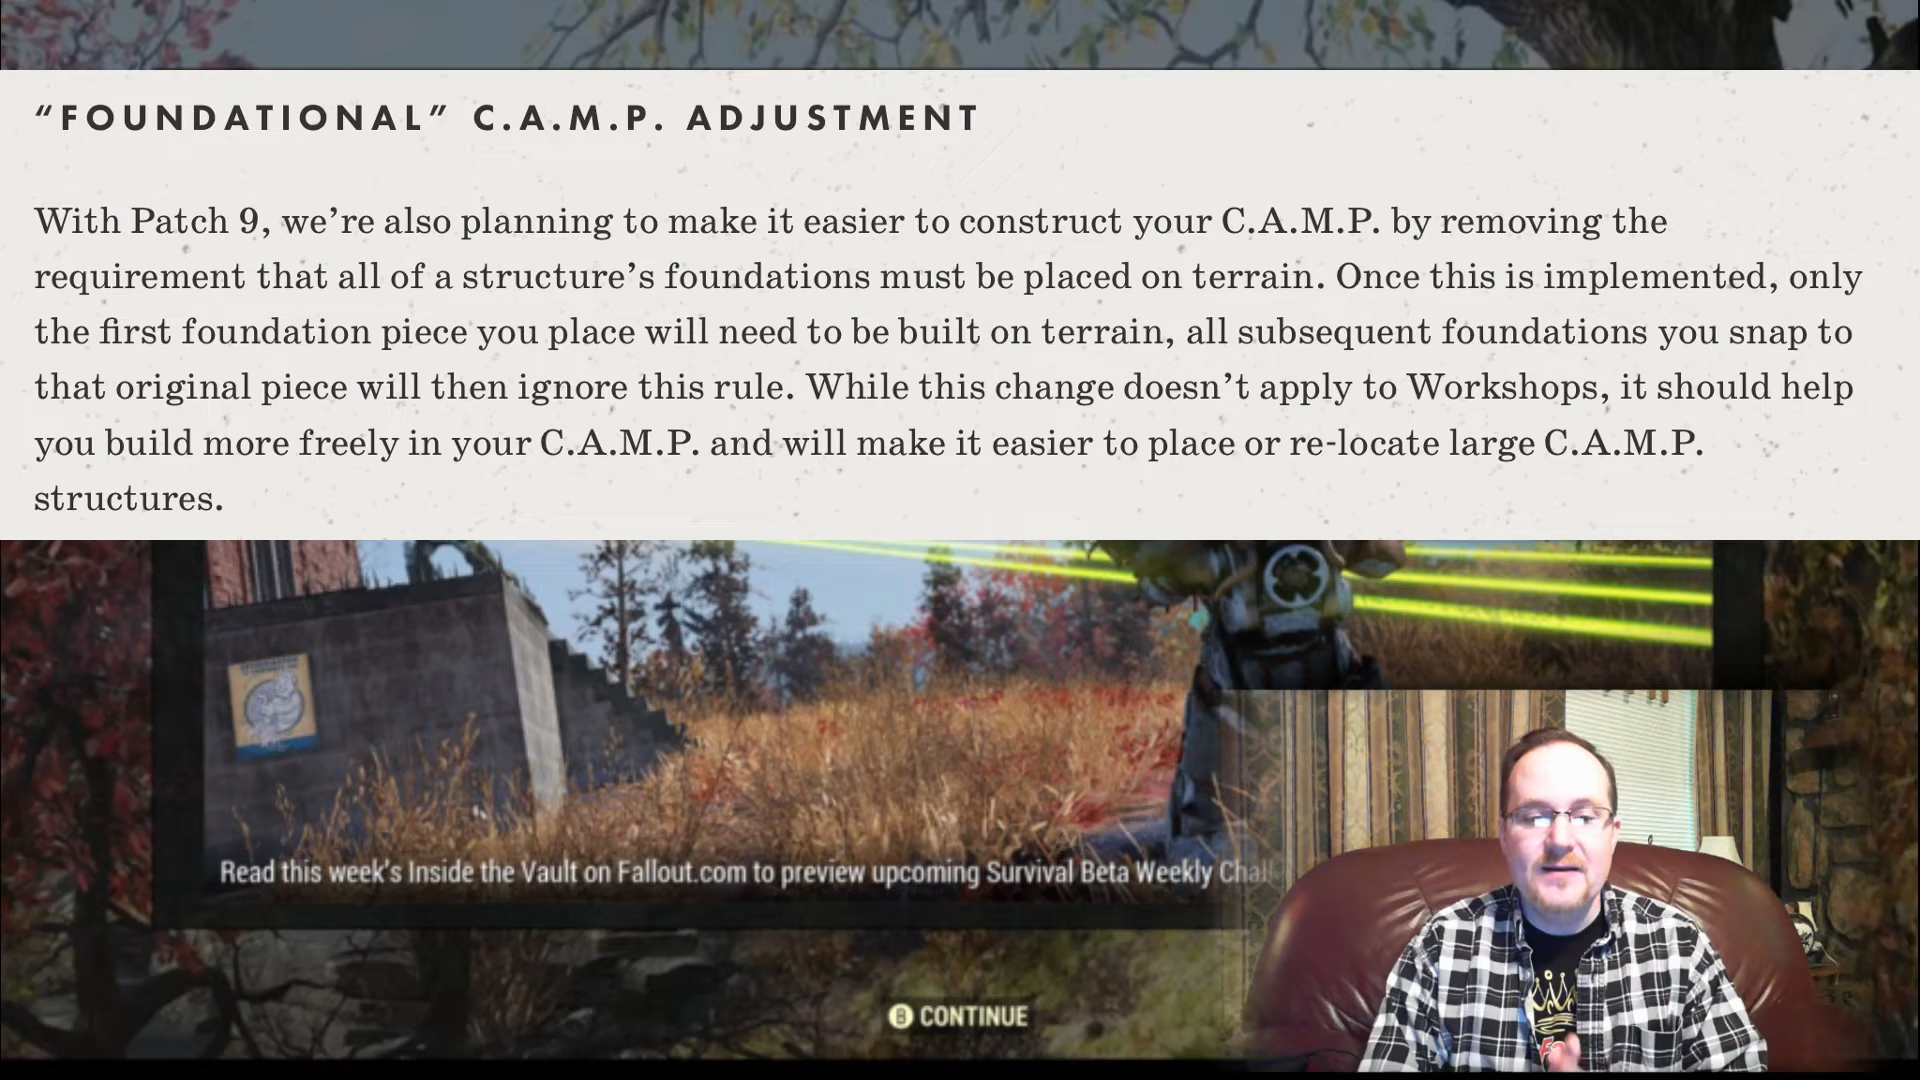 “FOUNDATIONAL” C.A.M.P. ADJUSTMENT
With Patch 9, we’re also planning to make it easier to construct your C.A.M.P. by removing the
requirement that all of a structure’s foundations must be placed on terrain. Once this is implemented, only
the first foundation piece you place will need to be built on terrain, all subsequent foundations you snap to
that original piece will then ignore this rule. While this change doesn’t apply to Workshops, it should help
you build more freely in your C.A.M.P. and will make it easier to place or re-locate large C.A.M.P.
structures.
Read this week’s Inside the Vault on Fallout.com to preview upcoming Survival Beta Weekly
CONTINUE